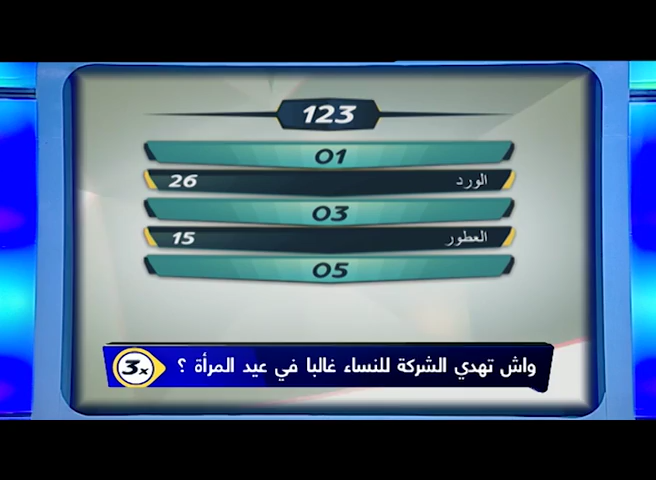 123
01
الورد 26
03
العطور 15
05
واش تهدي الشركة للنساء غالبا في عيد المرأة ؟ 3x